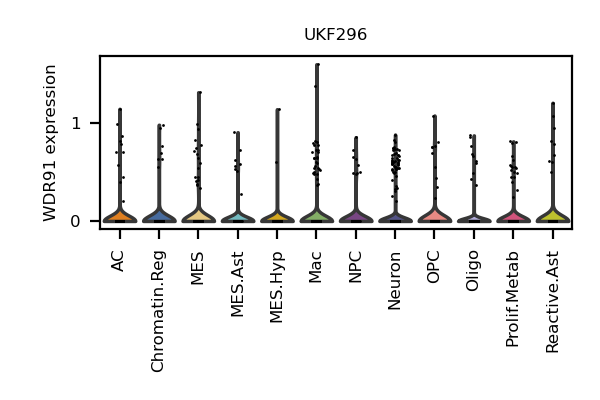 UKF296
WDR91 expression
1
0
AC
Chromatin.Reg
MES
MES.Ast
MES.Hyp
Mac
NPC
Neuron
OPC
Oligo
Prolif.Metab
Reactive.Ast